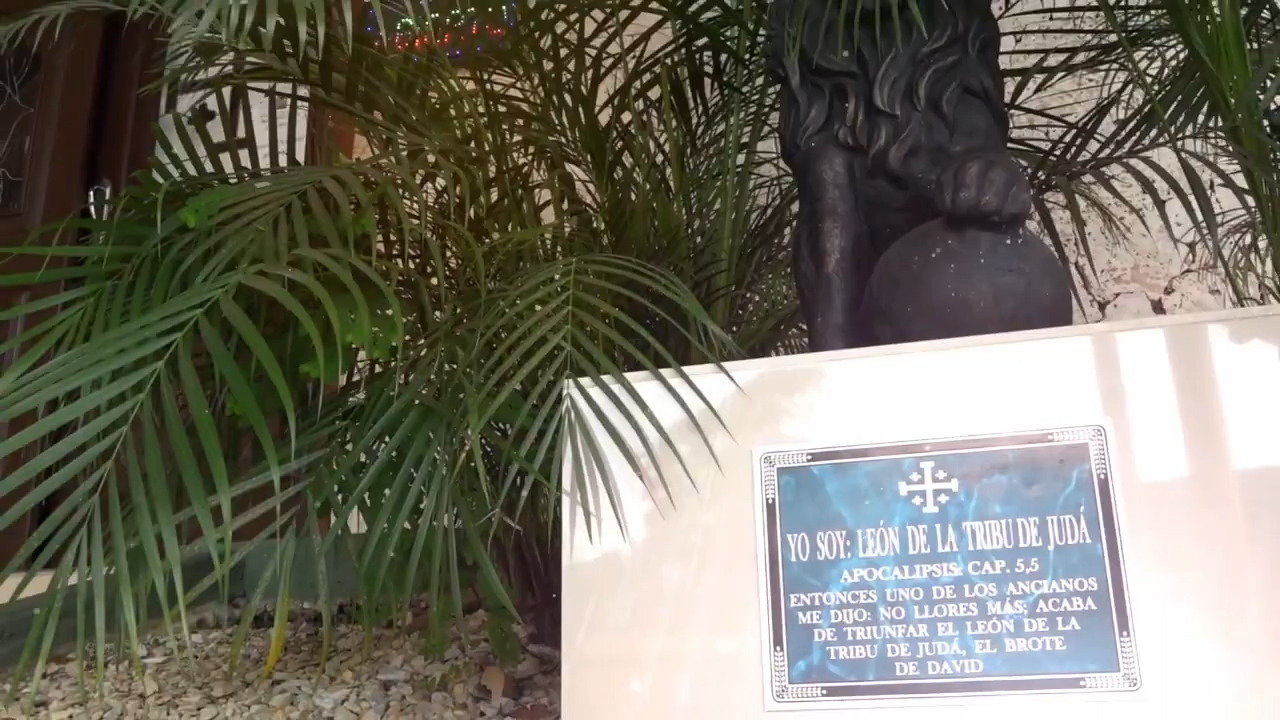 YO SOY: LEÓN DE LA TRIBU DE JUDÁ
APOCALIPSIS. CAP. 5,5
ENTONCES UNO DE LOS ANCIANOS
ME DIJO: NO LLORES MÁS; ACABA
DE TRIUNFAR EL LEÓN DE LA
TRIBU DE JUDÁ, EL BROTE
DE DAVID